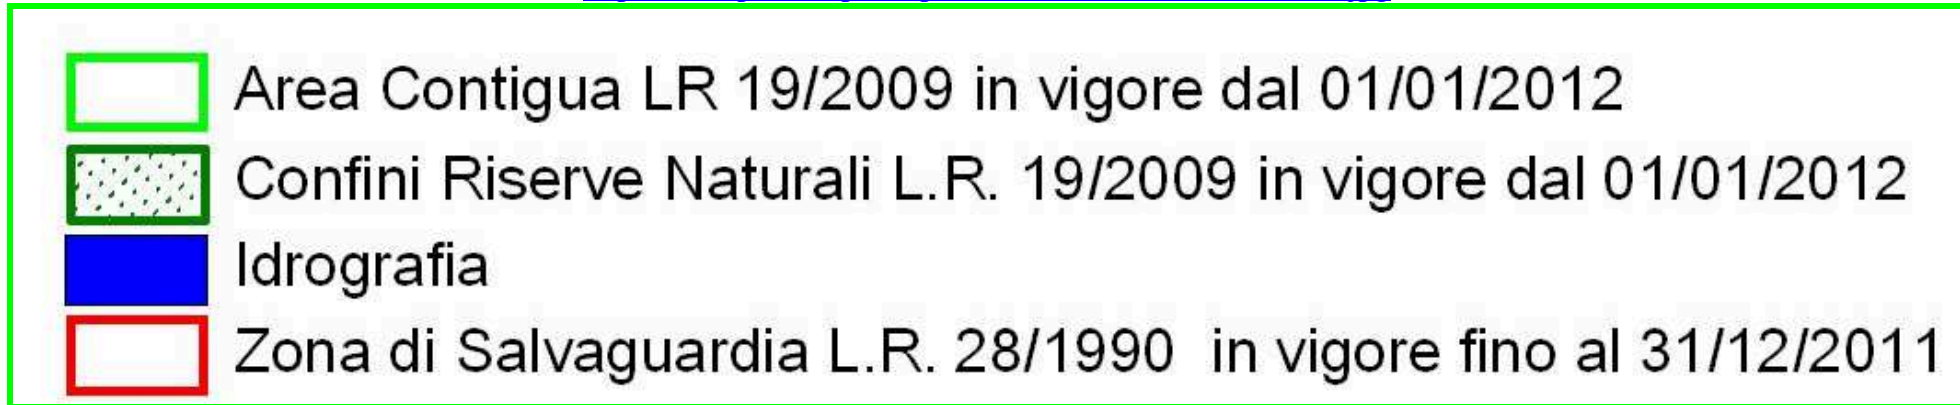 Area Contigua LR 19/2009 in vigore dal 01/01/2012
Confini Riserve Naturali L.R. 19/2009 in vigore dal 01/01/2012
Idrografia
Zona di Salvaguardia L.R. 28/1990 in vigore fino al 31/12/2011